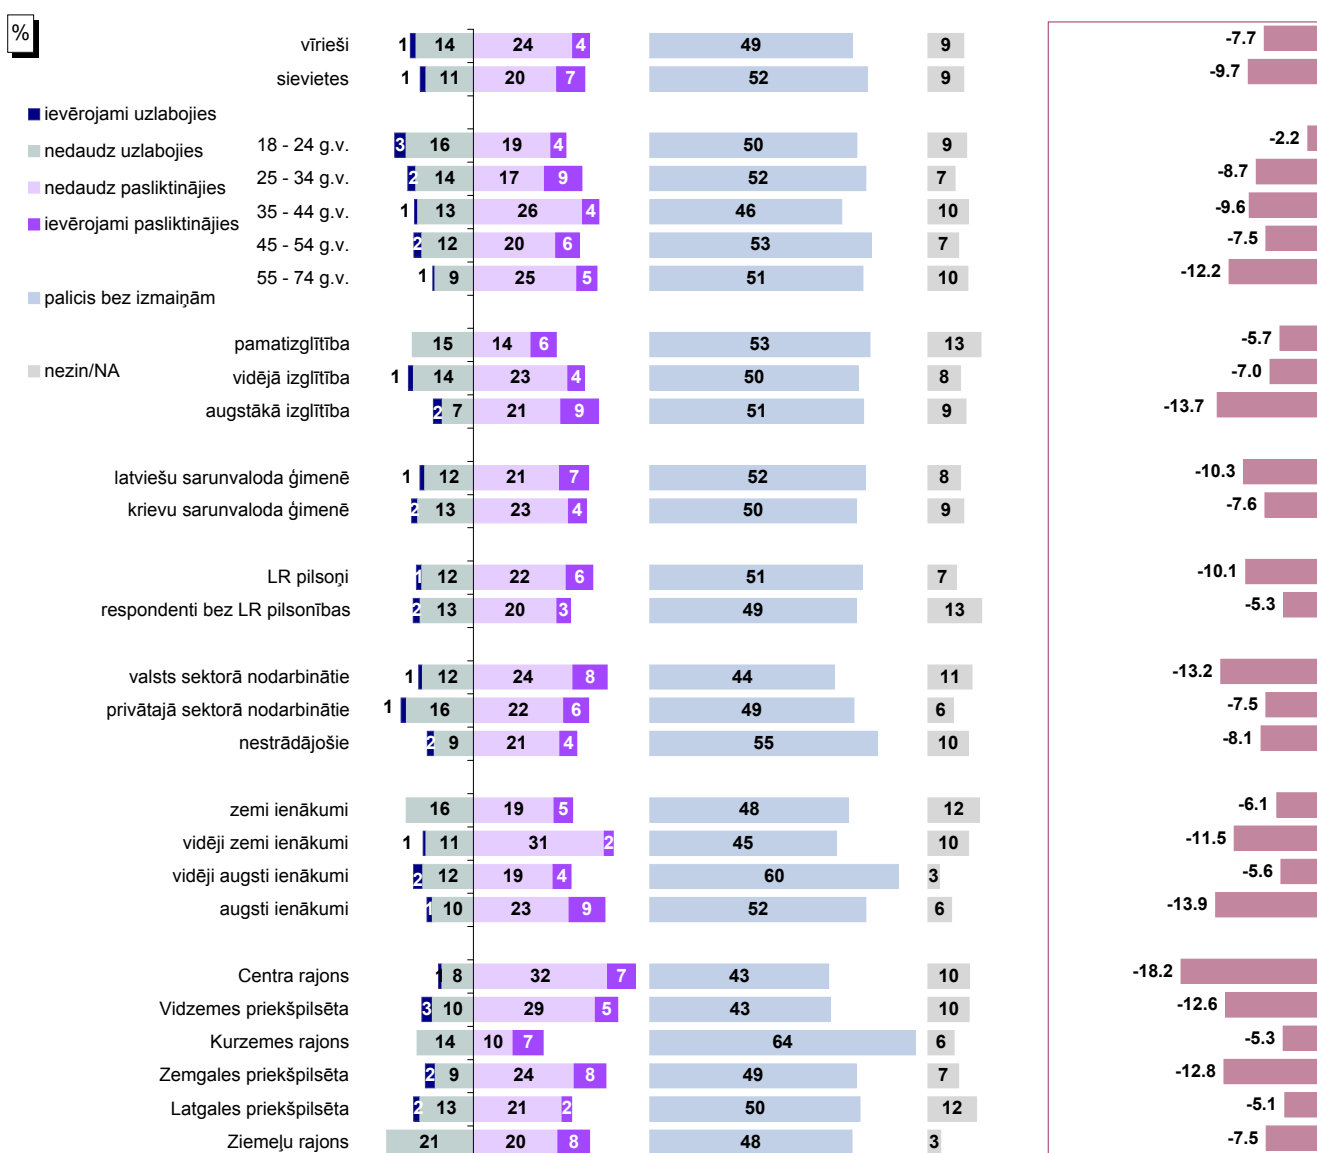 %
vīrieši 1 14 24 4 49 9 -7.7
sievietes 1 11 20 7 52 9 -9.7
ievērojami uzlabojies
nedaudz uzlabojies
nedaudz pasliktinājies
ievērojami pasliktinājies
palicis bez izmaiņām
nezin/NA
18 - 24 g.v. 3 16 19 4 50 9 -2.2
25 - 34 g.v. 2 14 17 9 52 7 -8.7
35 - 44 g.v. 1 13 26 4 46 10 -9.6
45 - 54 g.v. 2 12 20 6 53 7 -7.5
55 - 74 g.v. 1 9 25 5 51 10 -12.2
pamatizglītība 15 14 6 53 13 -5.7
vidējā izglītība 1 14 23 4 50 8 -7.0
augstākā izglītība 2 7 21 9 51 9 -13.7
latviešu sarunvaloda ģimenē 1 12 21 7 52 8 -10.3
krievu sarunvaloda ģimenē 2 13 23 4 50 9 -7.6
LR pilsoņi 1 12 22 6 51 7 -10.1
respondenti bez LR pilsonības 2 13 20 3 49 13 -5.3
valsts sektorā nodarbinātie 1 12 24 8 44 11 -13.2
privātajā sektorā nodarbinātie 1 16 22 6 49 6 -7.5
nestrādājošie 2 9 21 4 55 10 -8.1
zemi ienākumi 16 19 5 48 12 -6.1
vidēji zemi ienākumi 1 11 31 2 45 10 -11.5
vidēji augsti ienākumi 2 12 19 4 60 3 -5.6
augsti ienākumi 1 10 23 9 52 6 -13.9
Centra rajons 1 8 32 7 43 10 -18.2
Vidzemes priekšpilsēta 3 10 29 5 43 10 -12.6
Kurzemes rajons 14 10 7 64 6 -5.3
Zemgales priekšpilsēta 2 9 24 8 49 7 -12.8
Latgales priekšpilsēta 2 13 21 2 50 12 -5.1
Ziemeļu rajons 21 20 8 48 3 -7.5